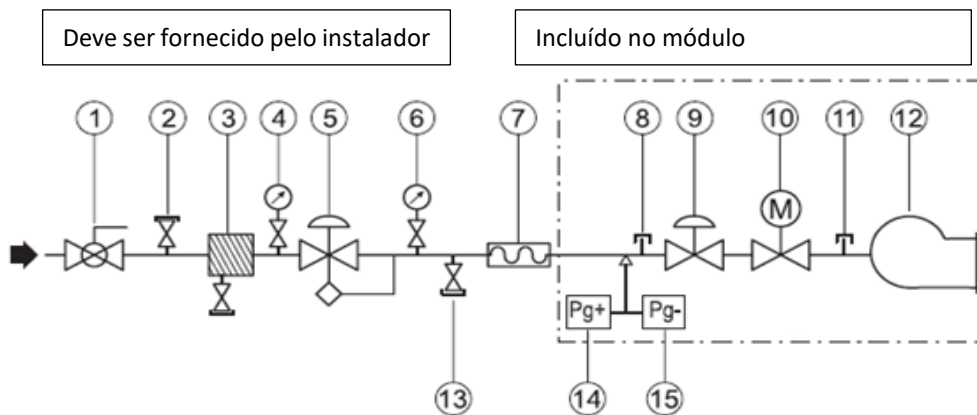 Deve ser fornecido pelo instalador
Incluído no módulo
1 2 3 4 5 6 7 8 9 10 11 12
M
Pg+ Pg-
13 14 15